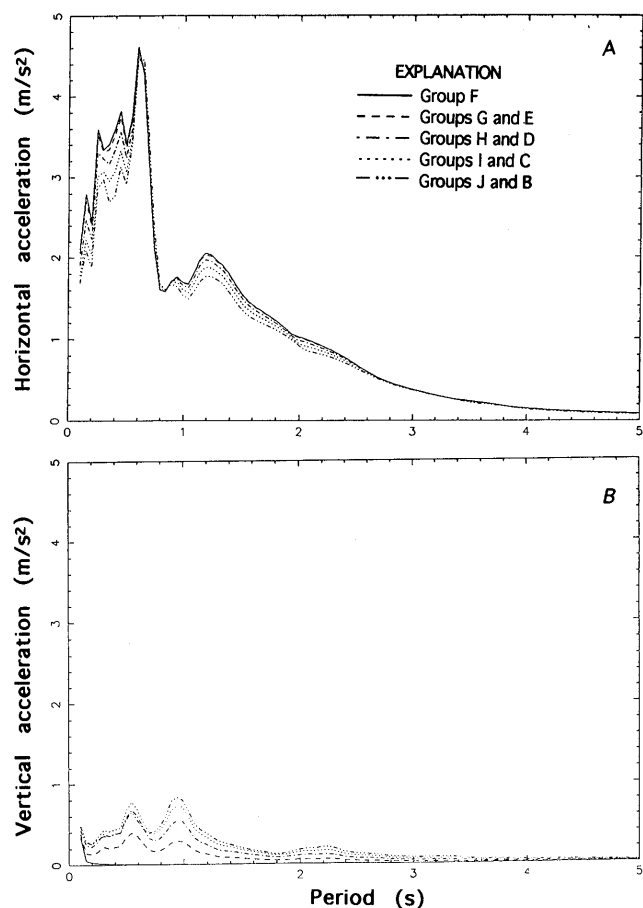 A
EXPLANATION
Group F
Groups G and E
Groups H and D
Groups I and C
Groups J and B
Horizontal acceleration (m/s²)
5
4
3
2
1
0
0 1 2 3 4 5
B
Vertical acceleration (m/s²)
5
4
3
2
1
0
0 1 2 3 4 5
Period (s)